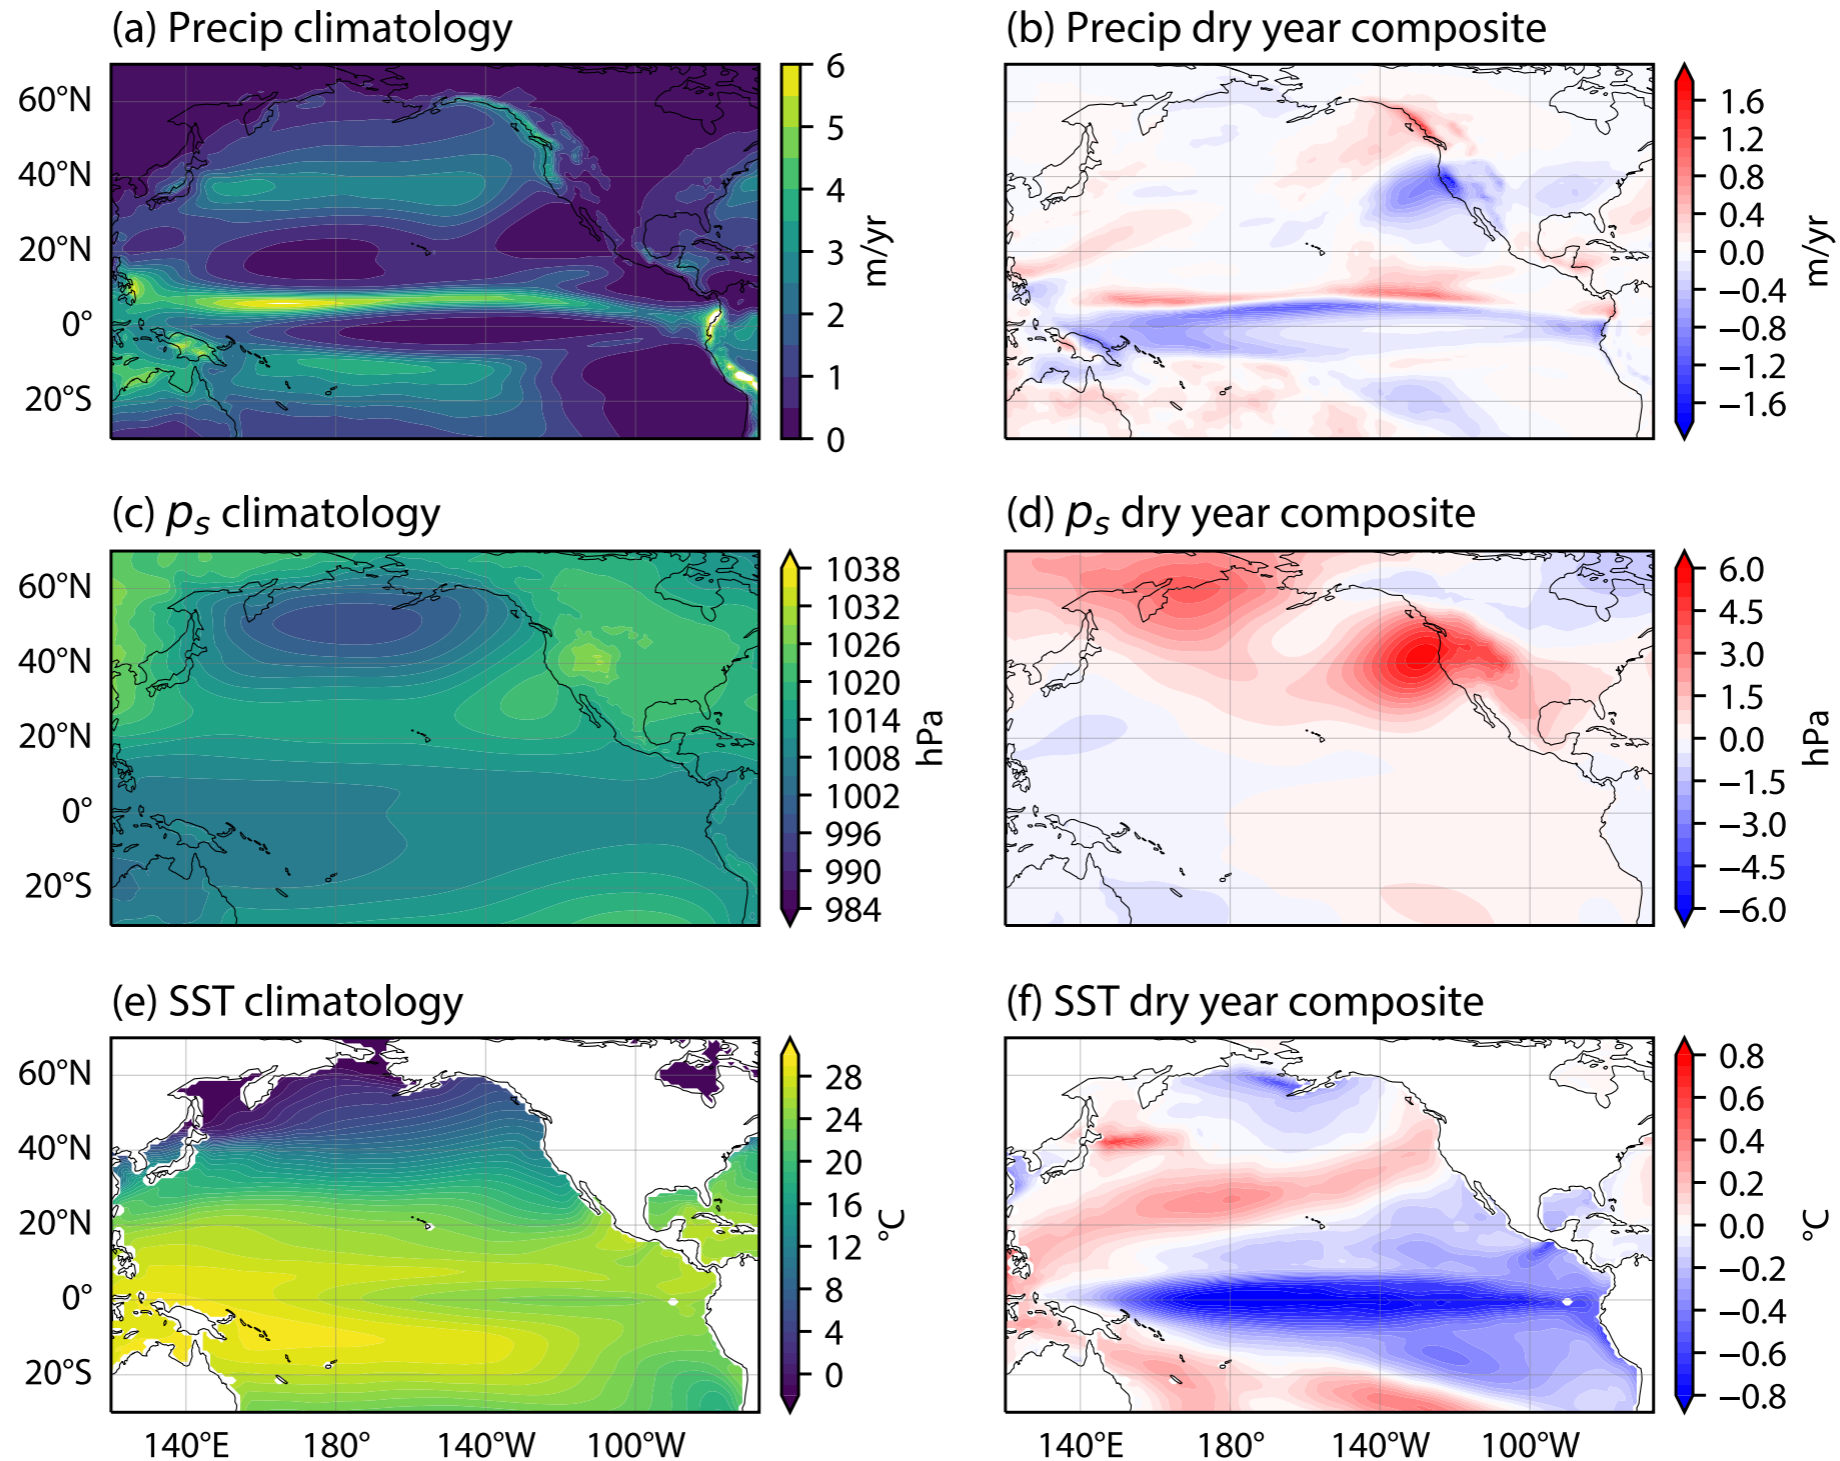 (a) Precip climatology
60°N
40°N
20°N
0°
20°S
6
5
4
3
2
1
0
m/yr
(b) Precip dry year composite
1.6
1.2
0.8
0.4
0.0
−0.4
−0.8
−1.2
−1.6
m/yr
(c) ps climatology
60°N
40°N
20°N
0°
20°S
1038
1032
1026
1020
1014
1008
1002
996
990
984
hPa
(d) ps dry year composite
6.0
4.5
3.0
1.5
0.0
−1.5
−3.0
−4.5
−6.0
hPa
(e) SST climatology
60°N
40°N
20°N
0°
20°S
140°E 180° 140°W 100°W
28
24
20
16
12
8
4
0
°C
(f) SST dry year composite
140°E 180° 140°W 100°W
0.8
0.6
0.4
0.2
0.0
−0.2
−0.4
−0.6
−0.8
°C